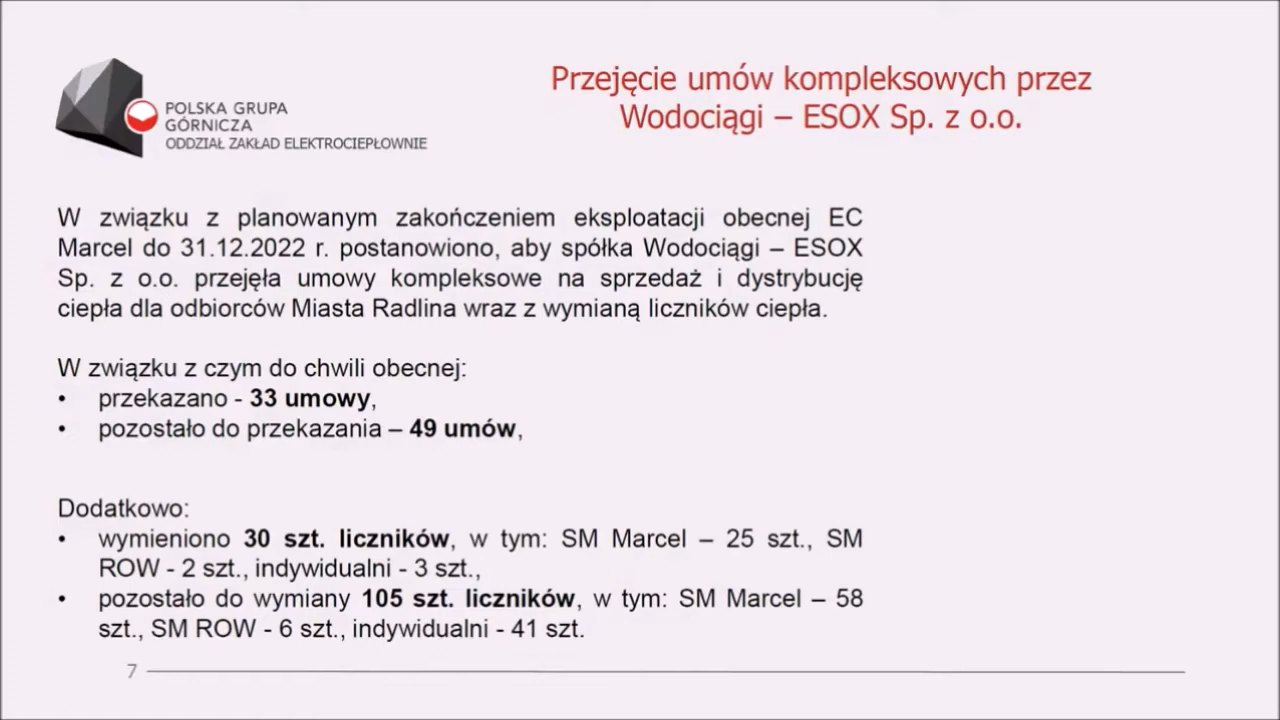 POLSKA GRUPA
GÓRNICZA
ODDZIAŁ ZAKŁAD ELEKTROCIEPŁOWNIE
Przejęcie umów kompleksowych przez
Wodociągi – ESOX Sp. z o.o.
W związku z planowanym zakończeniem eksploatacji obecnej EC
Marcel do 31.12.2022 r. postanowiono, aby spółka Wodociągi – ESOX
Sp. z o.o. przejęła umowy kompleksowe na sprzedaż i dystrybucję
ciepła dla odbiorców Miasta Radlina wraz z wymianą liczników ciepła.
W związku z czym do chwili obecnej:
• przekazano - 33 umowy,
• pozostało do przekazania – 49 umów,
Dodatkowo:
• wymieniono 30 szt. liczników, w tym: SM Marcel – 25 szt., SM
ROW - 2 szt., indywidualni - 3 szt.,
• pozostało do wymiany 105 szt. liczników, w tym: SM Marcel – 58
szt., SM ROW - 6 szt., indywidualni - 41 szt.
7